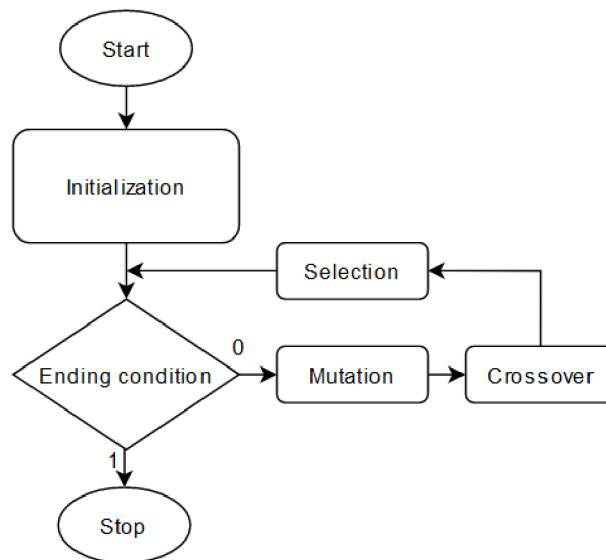 Start
Initialization
Selection
0
Ending condition
Mutation
Crossover
1
Stop